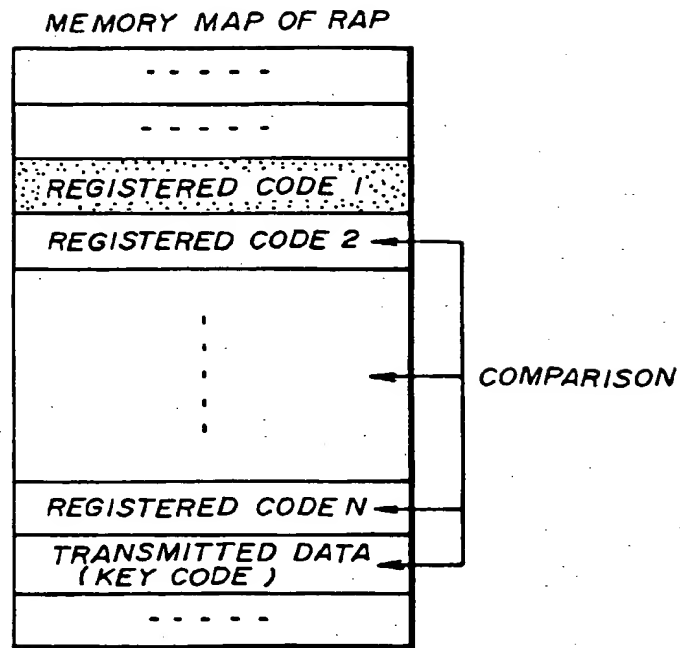 MEMORY MAP OF RAP
- - - - -
- - - - -
REGISTERED CODE 1
REGISTERED CODE 2
COMPARISON
REGISTERED CODE N
TRANSMITTED DATA
(KEY CODE)
- - - - -